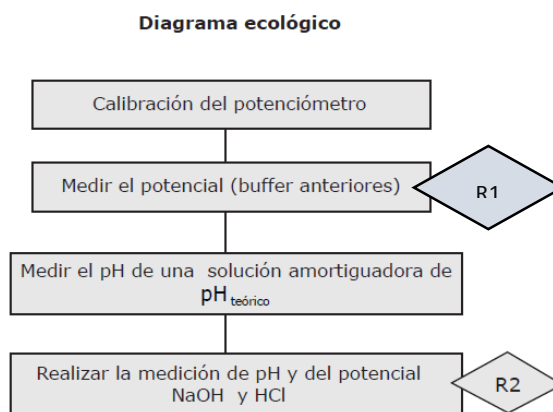 Diagrama ecológico
Calibración del potenciómetro
Medir el potencial (buffer anteriores)
R1
Medir el pH de una solución amortiguadora de
pH teórico
Realizar la medición de pH y del potencial
NaOH y HCl
R2